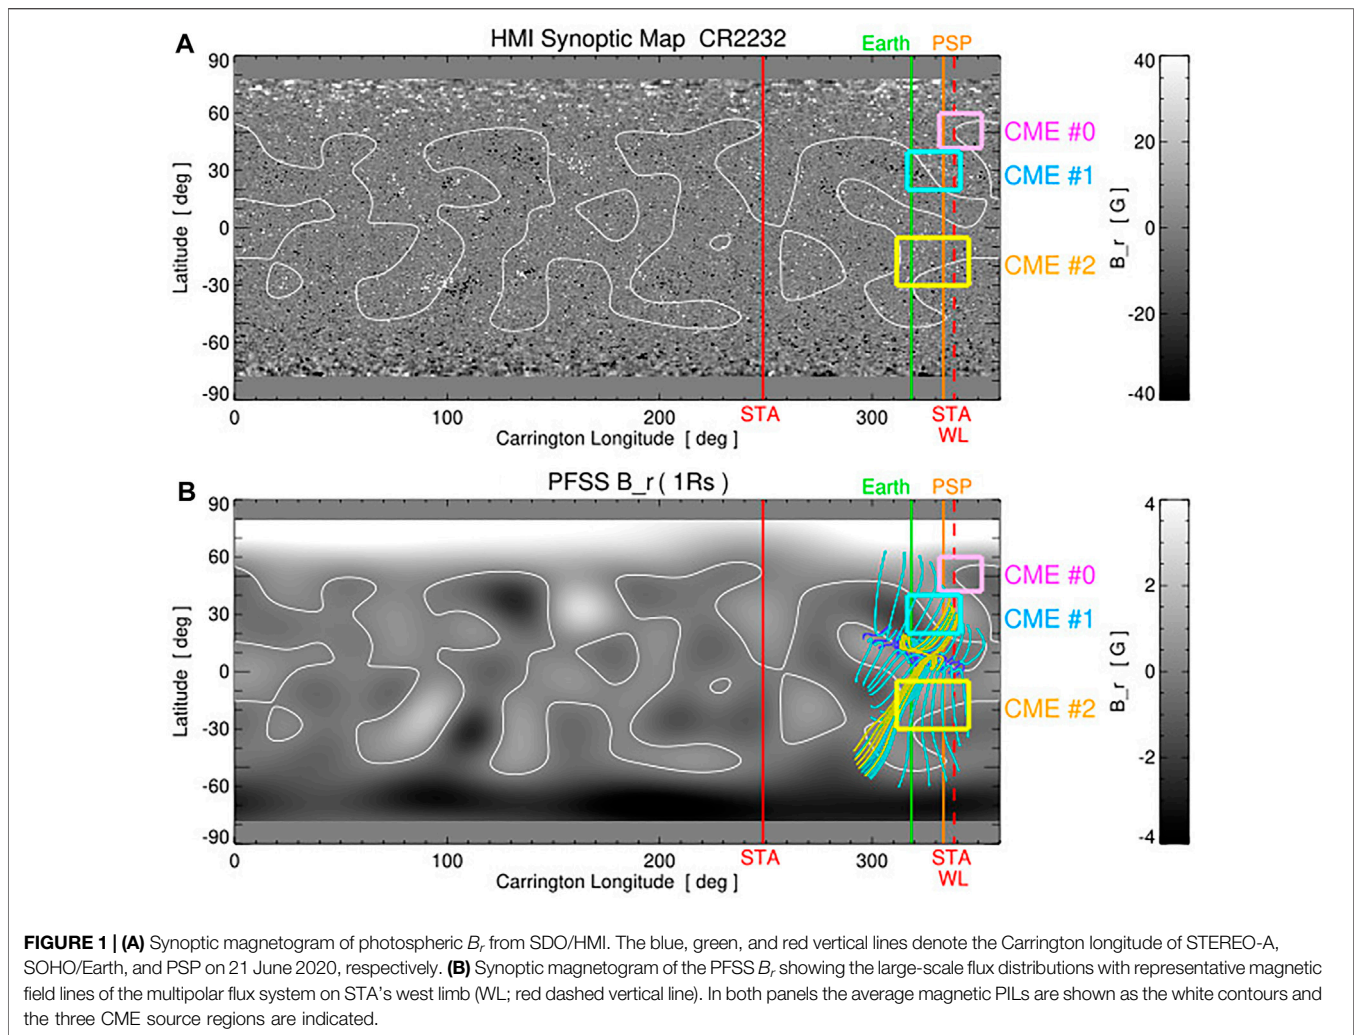 A
HMI Synoptic Map CR2232
Earth PSP
90
60
30
0
-30
-60
-90
Latitude [ deg ]
0 100 200 300
STA
STA
WL
Carrington Longitude [ deg ]
CME #0
CME #1
CME #2
40
20
0
-20
-40
B_r [ G ]
B
PFSS B_r ( 1Rs )
Earth PSP
90
60
30
0
-30
-60
-90
Latitude [ deg ]
0 100 200 300
STA
STA
WL
Carrington Longitude [ deg ]
CME #0
CME #1
CME #2
4
2
0
-2
-4
B_r [ G ]
FIGURE 1 | (A) Synoptic magnetogram of photospheric Br from SDO/HMI. The blue, green, and red vertical lines denote the Carrington longitude of STEREO-A,
SOHO/Earth, and PSP on 21 June 2020, respectively. (B) Synoptic magnetogram of the PFSS Br showing the large-scale flux distributions with representative magnetic
field lines of the multipolar flux system on STA's west limb (WL; red dashed vertical line). In both panels the average magnetic PILs are shown as the white contours and
the three CME source regions are indicated.